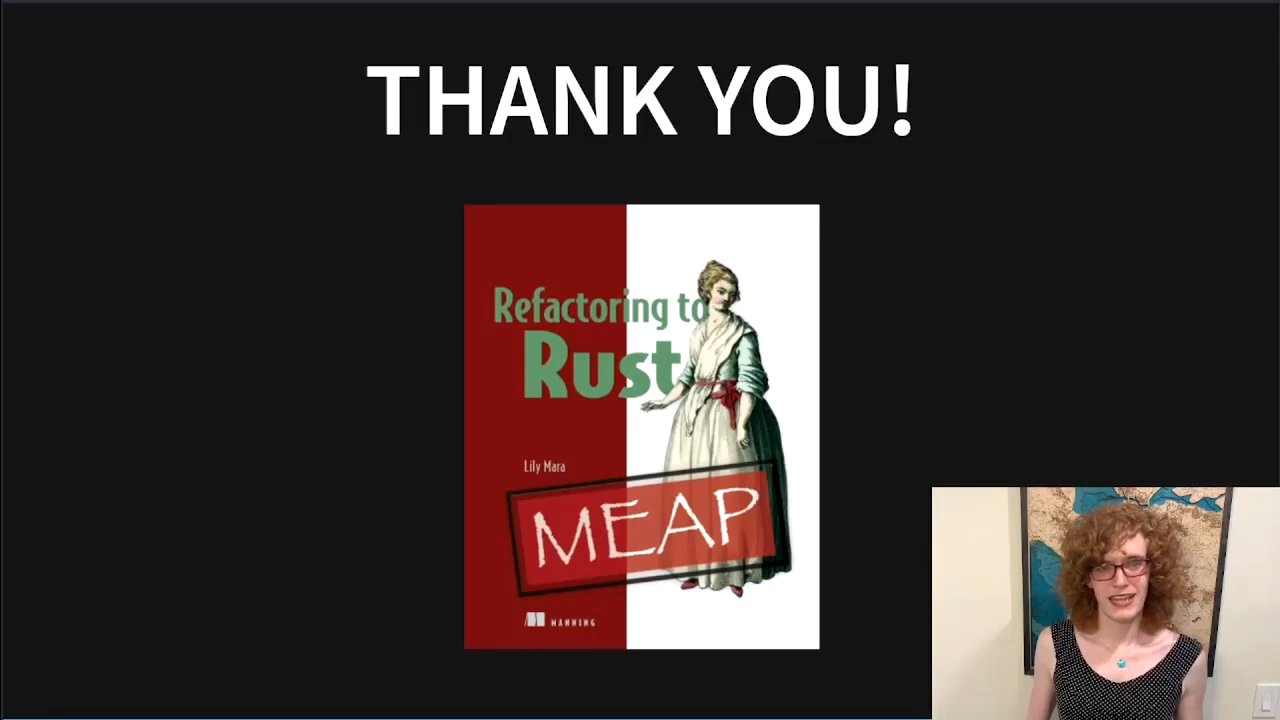 THANK YOU!
Refactoring to
Rust
Lily Mara
MEAP
MANNING